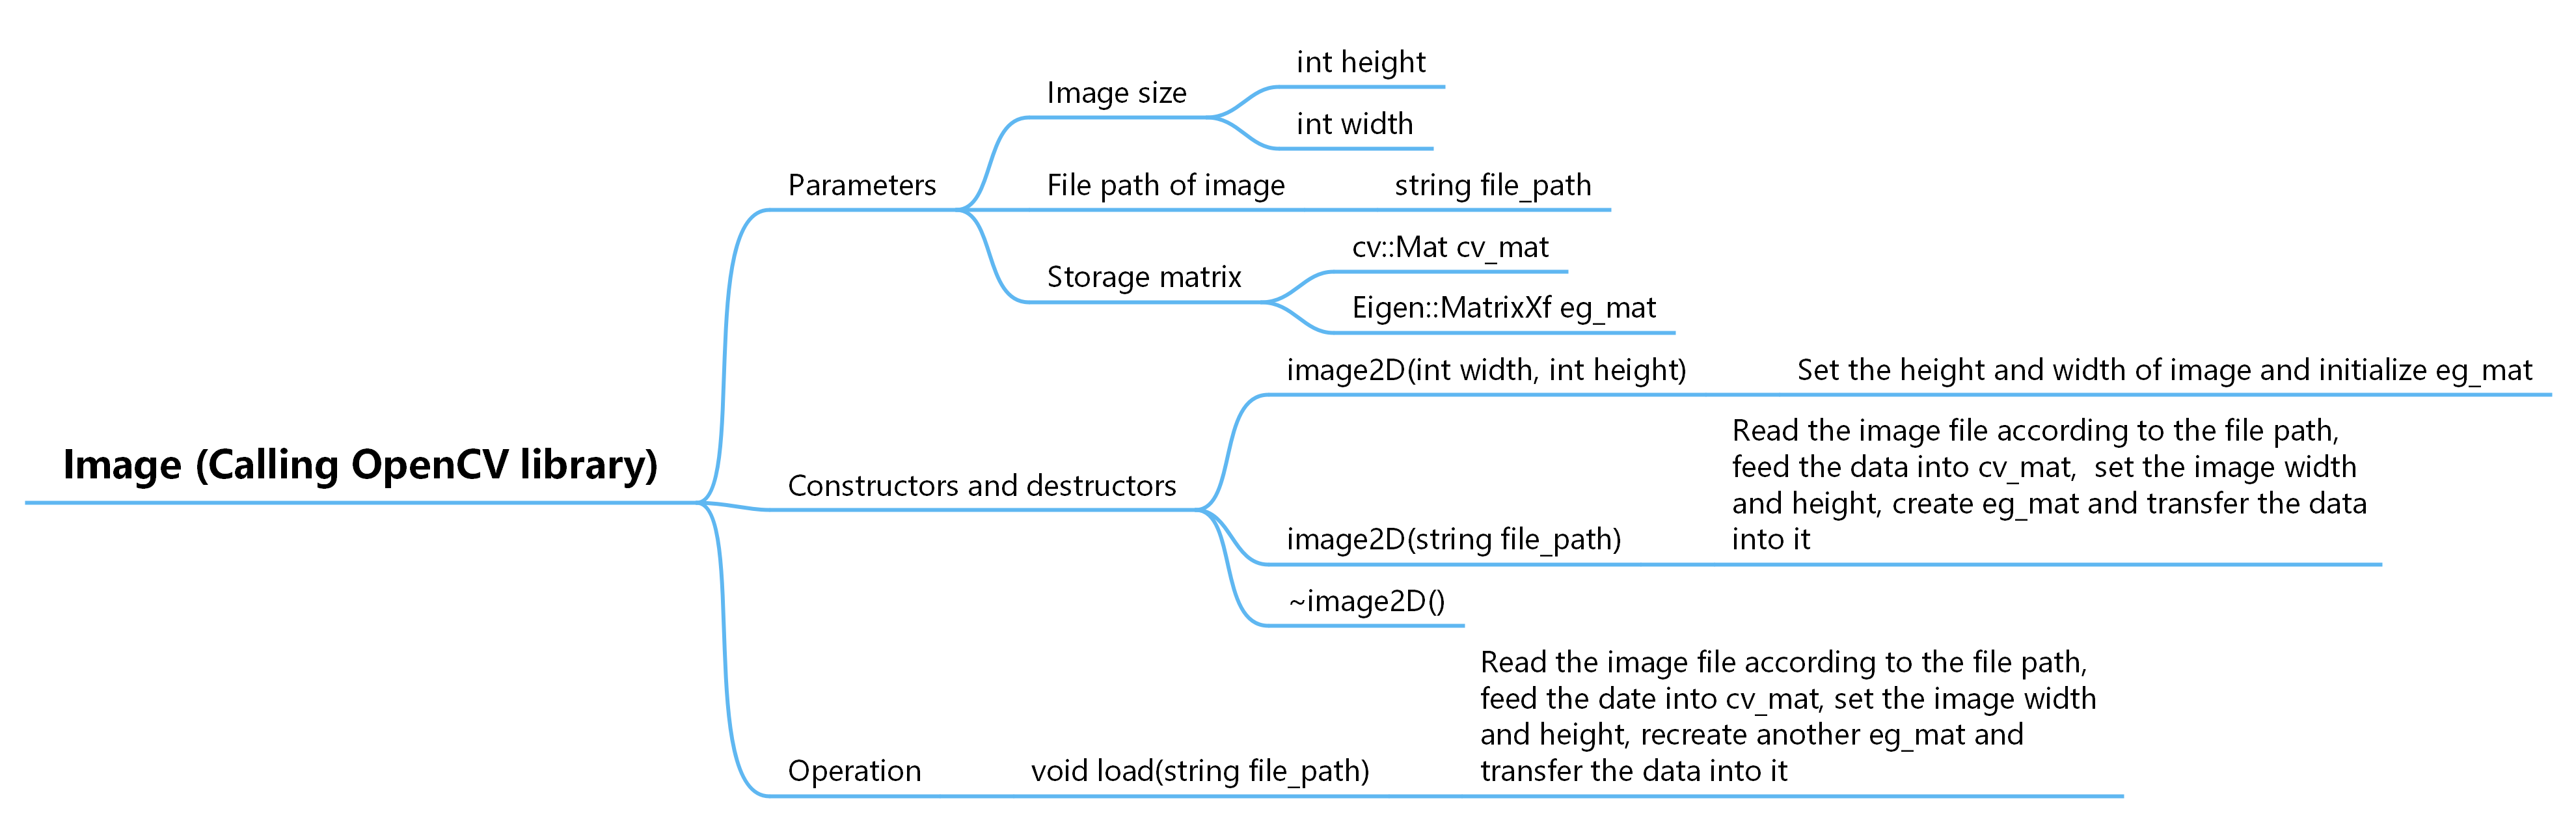 Image (Calling OpenCV library)
Parameters
Image size
int height
int width
File path of image
string file_path
Storage matrix
cv::Mat cv_mat
Eigen::MatrixXf eg_mat
Constructors and destructors
image2D(int width, int height)
Set the height and width of image and initialize eg_mat
image2D(string file_path)
Read the image file according to the file path,
feed the data into cv_mat,  set the image width
and height, create eg_mat and transfer the data
into it
~image2D()
Operation
void load(string file_path)
Read the image file according to the file path,
feed the date into cv_mat, set the image width
and height, recreate another eg_mat and
transfer the data into it